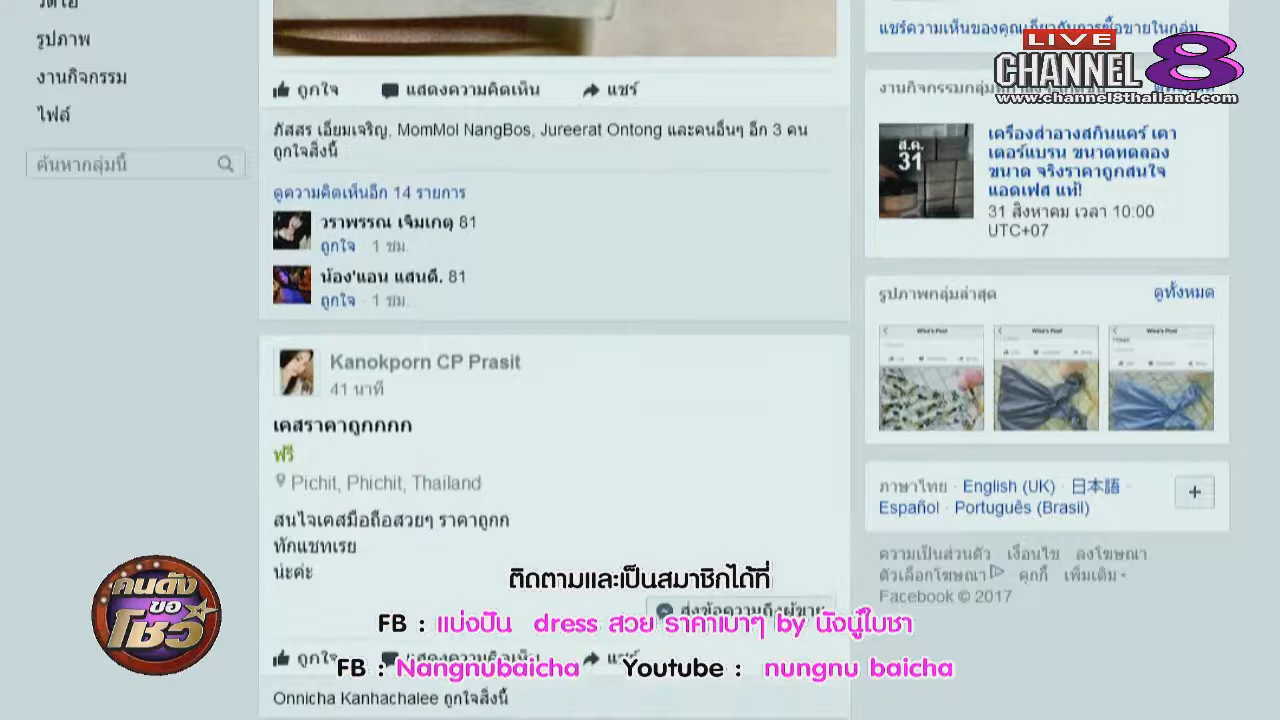 วิดีโอ
รูปภาพ
งานกิจกรรม
ไฟล์
ค้นหากลุ่มนี้
ถูกใจ แสดงความคิดเห็น แชร์
ภัสสร เอี่ยมเจริญ, MomMol NangBos, Jureerat Ontong และคนอื่นๆ อีก 3 คน
ถูกใจสิ่งนี้
ดูความคิดเห็นอีก 14 รายการ
วราพรรณ เจิมเกตุ 81
ถูกใจ · 1 ชม.
น้อง'แอน แสนดี. 81
ถูกใจ · 1 ชม.
Kanokporn CP Prasit
41 นาที
เคสราคาถูกกกก
ฟรี
Pichit, Phichit, Thailand
สนใจเคสมือถือสวยๆ ราคาถูกก
ทักแชทเรย
น่ะค่ะ
ส่งข้อความถึงผู้ขาย
ถูกใจ แสดงความคิดเห็น แชร์
Onnicha Kanhachalee ถูกใจสิ่งนี้
แชร์ความเห็นของคุณเกี่ยวกับการซื้อขายในกลุ่ม
LIVE
CHANNEL 8
www.channel8thailand.com
ส.ค.
31
เครื่องสำอางสกินแคร์ เคา
เตอร์แบรน ขนาดทดลอง
ขนาด จริงราคาถูกสนใจ
แอดเฟส แท้!
31 สิงหาคม เวลา 10:00
UTC+07
รูปภาพกลุ่มล่าสุด ดูทั้งหมด
ภาษาไทย · English (UK) · 日本語 ·
Español · Português (Brasil)
ความเป็นส่วนตัว เงื่อนไข ลงโฆษณา
ตัวเลือกโฆษณา คุกกี้ เพิ่มเติม
Facebook © 2017
คนดัง
ขอ
โชว์
ติดตามและเป็นสมาชิกได้ที่
FB : แบ่งปัน dress สวย ราคาเบาๆ by นังนู๋ใบชา
FB : Nangnubaicha Youtube : nungnu baicha